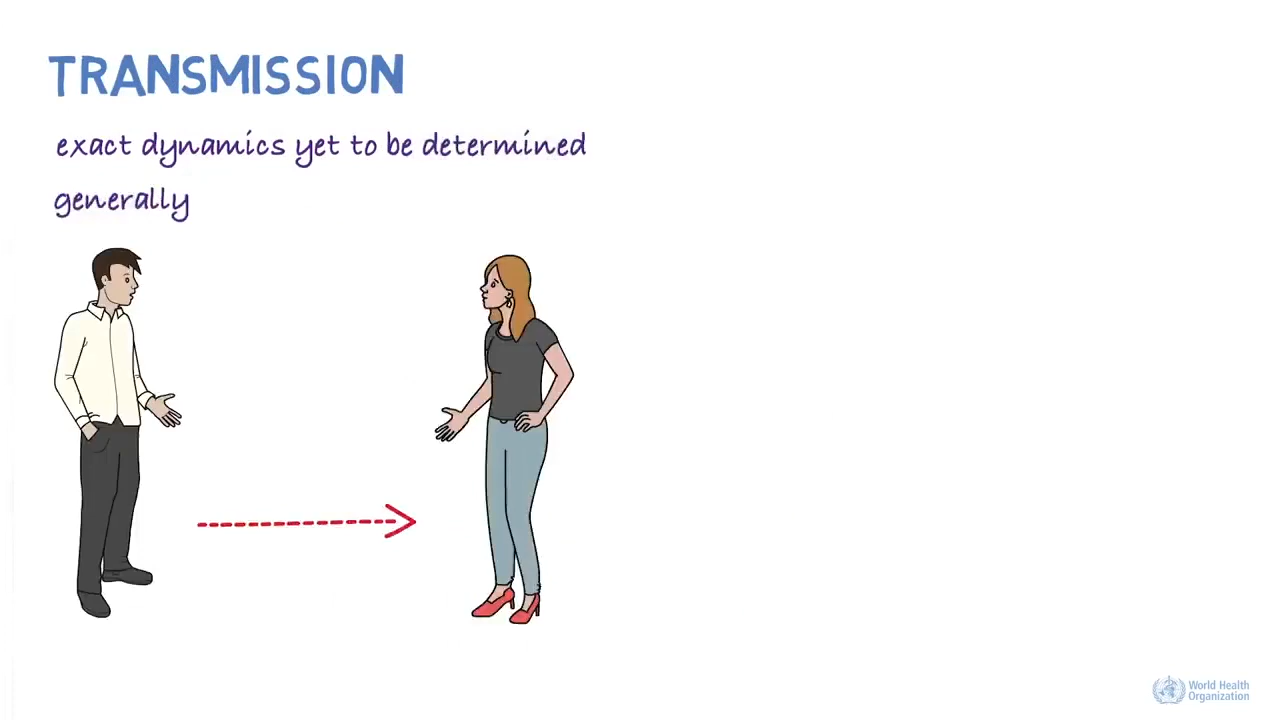 TRANSMISSION
exact dynamics yet to be determined
generally
World Health
Organization